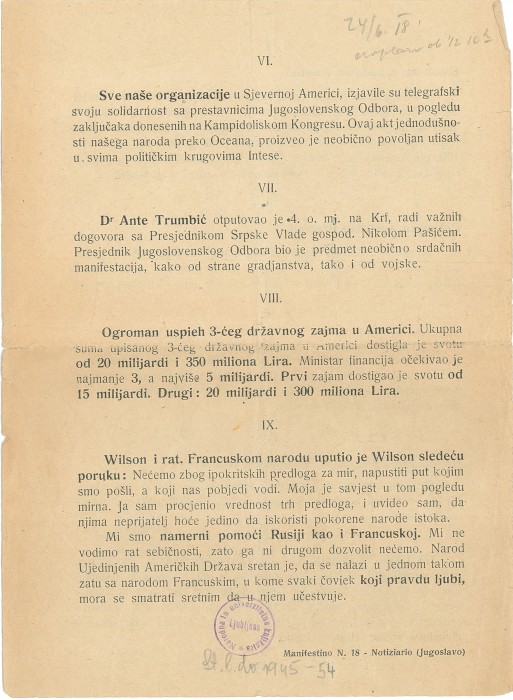 24/6. 18.
VI.
Sve naše organizacije u Sjevernoj Americi, izjavile su telegrafski
svoju solidarnost sa prestavnicima Jugoslovenskog Odbora, u pogledu
zaključaka donesenih na Kampidoliskom Kongresu. Ovaj akt jednodušno-
sti našega naroda preko Oceana, proizveo je neobično povoljan utisak
u svima političkim krugovima Intese.
VII.
Dr Ante Trumbić otputovao je 4. o. mj. na Krf, radi važnih
dogovora sa Presjednikom Srpske Vlade gospod. Nikolom Pašićem.
Presjednik Jugoslovenskog Odbora bio je predmet neobično srdačnih
manifestacija, kako od strane gradjanstva, tako i od vojske.
VIII.
Ogroman uspieh 3-ćeg državnog zajma u Americi. Ukupna
suma upisanog 3-ćeg državnog zajma u Americi dostigla je svotu
od 20 milijardi i 350 miliona Lira. Ministar financija očekivao je
najmanje 3, a najviše 5 milijardi. Prvi zajam dostigao je svotu od
15 milijardi. Drugi: 20 milijardi i 300 miliona Lira.
IX.
Wilson i rat. Francuskom narodu uputio je Wilson sledeću
poruku: Nećemo zbog ipokritskih predloga za mir, napustiti put kojim
smo pošli, a koji nas pobjedi vodi. Moja je savjest u tom pogledu
mirna. Ja sam procjenio vrednost trh predloga, i uvideo sam, da
njima neprijatelj hoće jedino da iskoristi pokorene narode istoka.
Mi smo namerni pomoći Rusiji kao i Francuskoj. Mi ne
vodimo rat sebičnosti, zato ga ni drugom dozvolit nećemo. Narod
Ujedinjenih Američkih Država sretan je, da se nalazi u jednom takom
zatu sa narodom Francuskim, u kome svaki čovjek koji pravdu ljubi,
mora se smatrati sretnim da u njem učestvuje.
Narodna in univerzitetna knjižnica
Ljubljana
Manifestino N. 18 - Notiziario (Jugoslavo)
1945-54